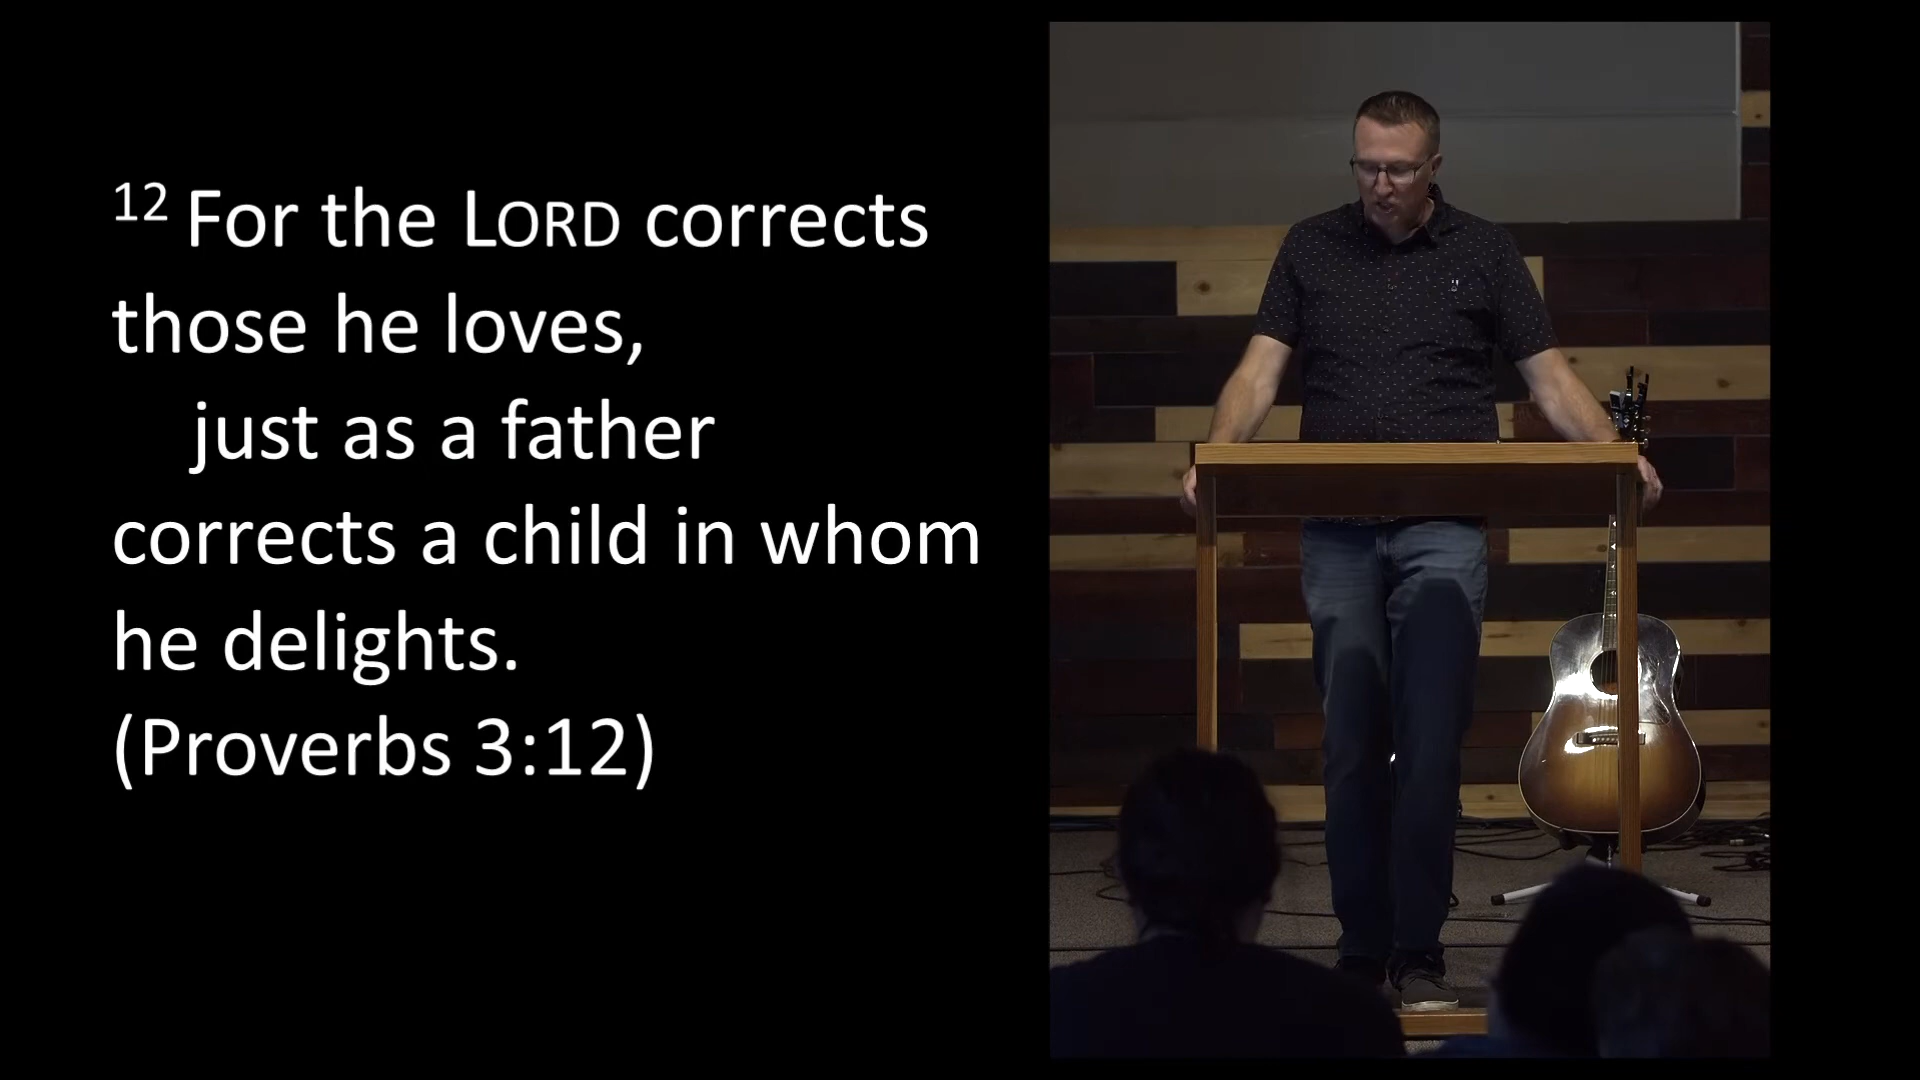 12 For the LORD corrects
those he loves,
just as a father
corrects a child in whom
he delights.
(Proverbs 3:12)